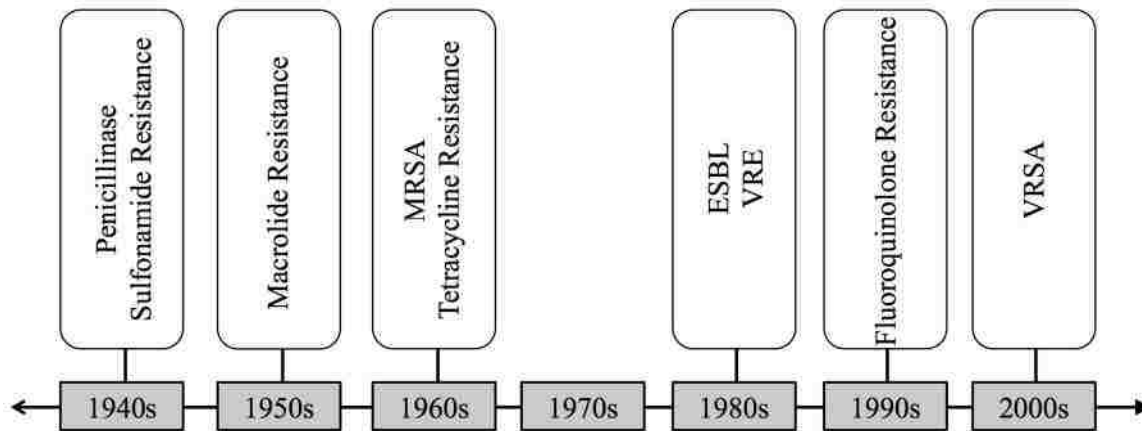 Penicillinase
Sulfonamide Resistance
Macrolide Resistance
MRSA
Tetracycline Resistance
ESBL
VRE
Fluoroquinolone Resistance
VRSA
1940s
1950s
1960s
1970s
1980s
1990s
2000s